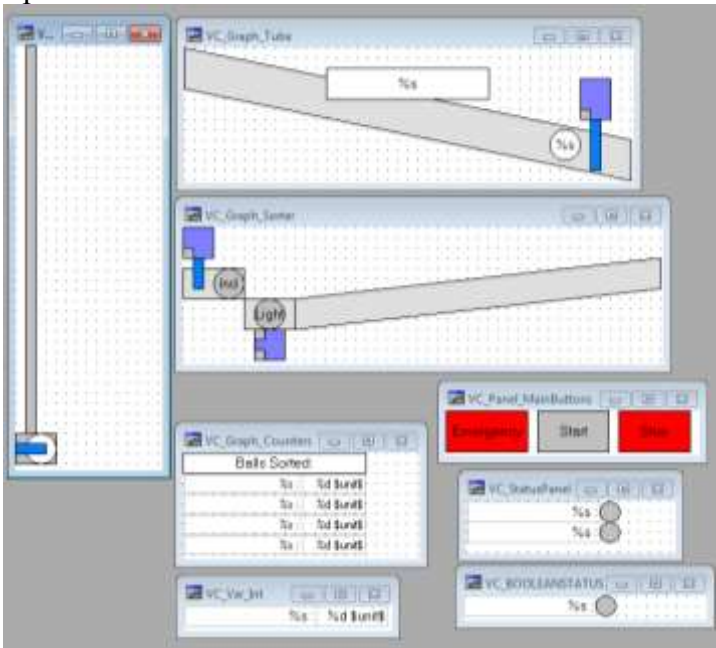 V...
VC_Graph_Tube
%s
%s
VC_Graph_Sorter
Ind
Light
VC_Panel_MainButtons
Emergency Start Stop
VC_Graph_Counters
Balls Sorted:
%s %d $unit$
%s %d $unit$
%s %d $unit$
%s %d $unit$
VC_StatusPanel
%s
%s
VC_Var_Int
%s %d $unit$
VC_BOOLEANSTATUS
%s